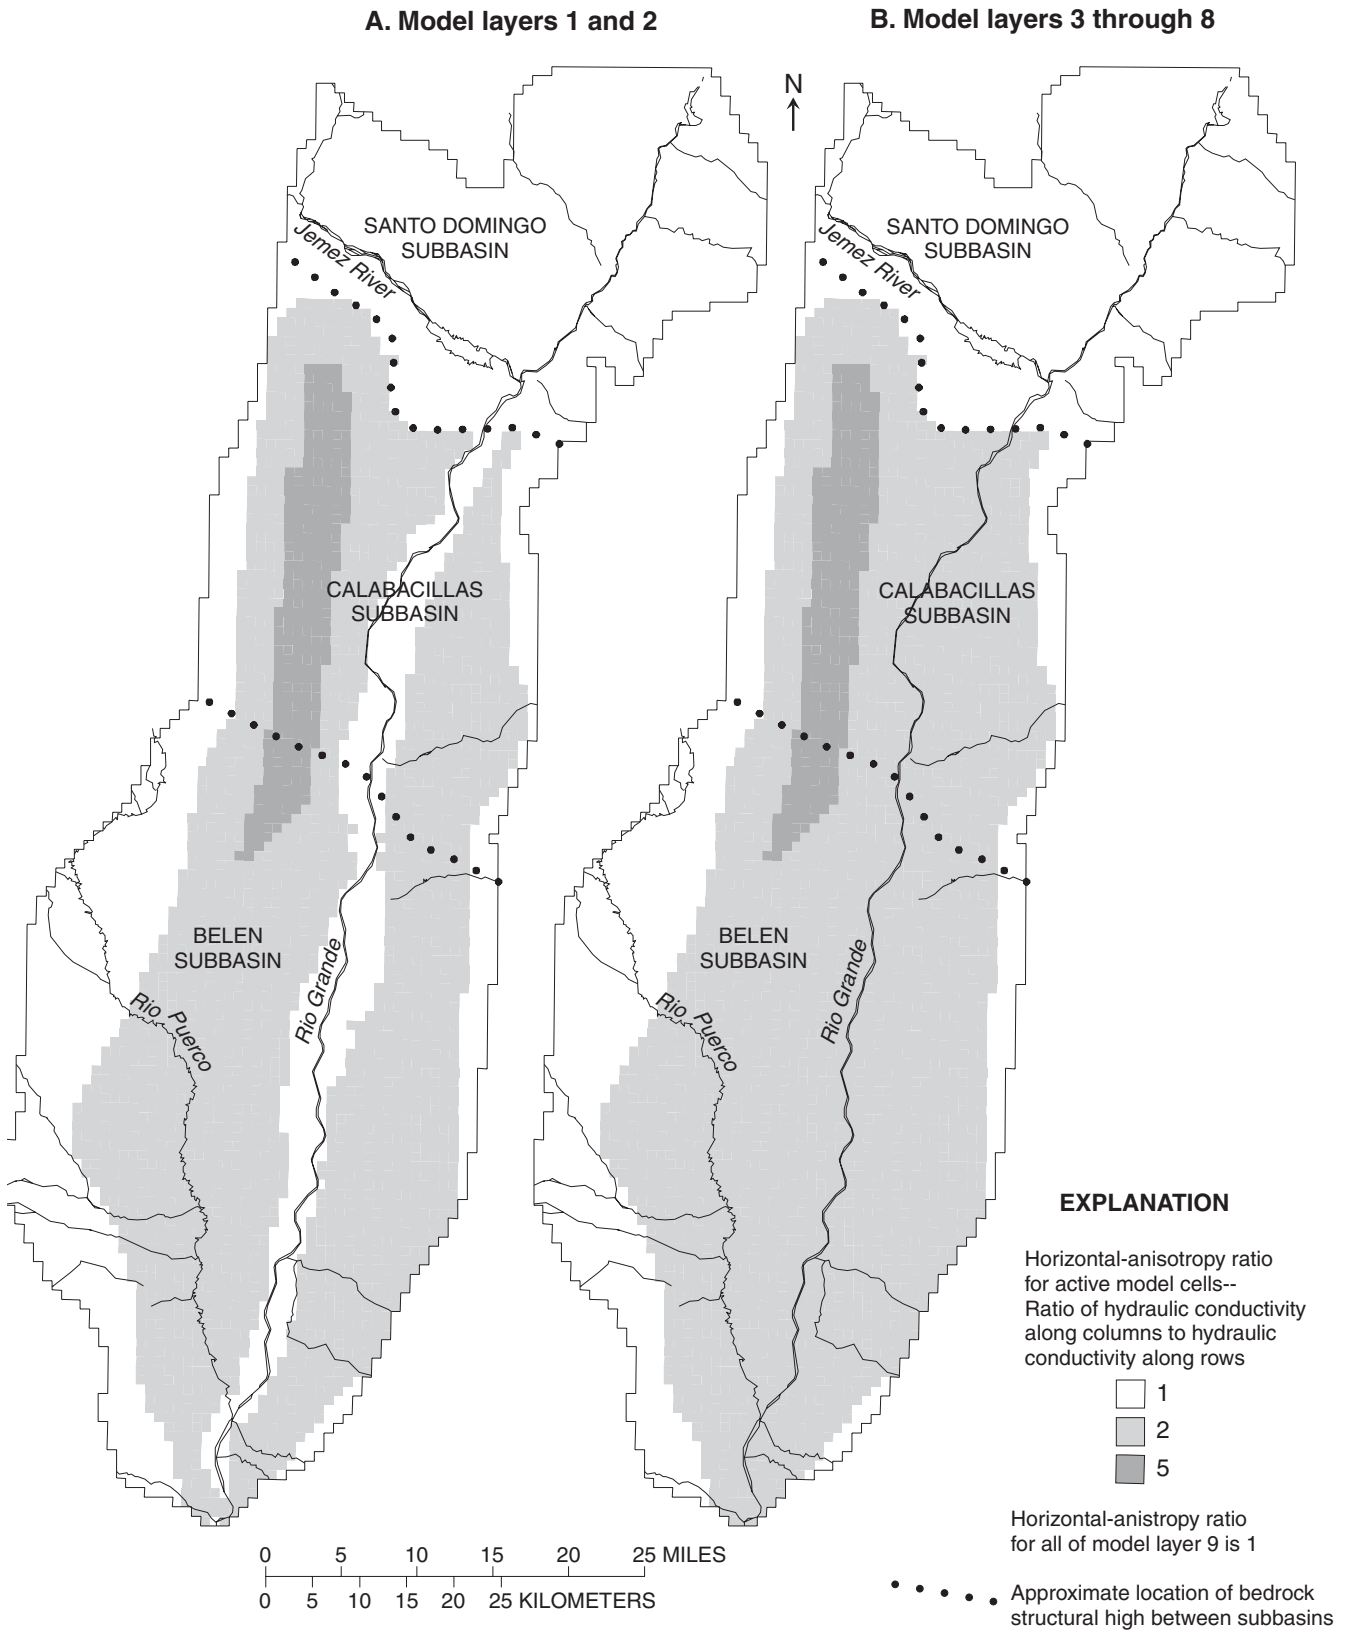 A. Model layers 1 and 2
B. Model layers 3 through 8
N
SANTO DOMINGO
SUBBASIN
Jemez River
CALABACILLAS
SUBBASIN
BELEN
SUBBASIN
Rio Grande
Rio Puerco
SANTO DOMINGO
SUBBASIN
Jemez River
CALABACILLAS
SUBBASIN
BELEN
SUBBASIN
Rio Grande
Rio Puerco
EXPLANATION
Horizontal-anisotropy ratio
for active model cells--
Ratio of hydraulic conductivity
along columns to hydraulic
conductivity along rows
1
2
5
Horizontal-anistropy ratio
for all of model layer 9 is 1
Approximate location of bedrock
structural high between subbasins
0 5 10 15 20 25 MILES
0 5 10 15 20 25 KILOMETERS